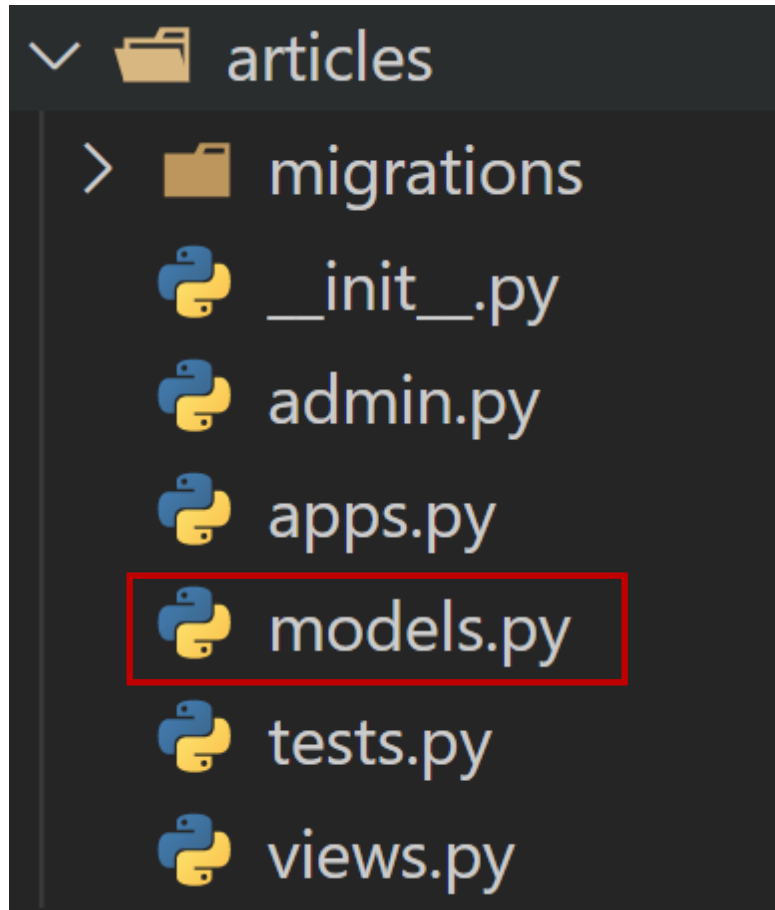 articles
migrations
__init__.py
admin.py
apps.py
models.py
tests.py
views.py